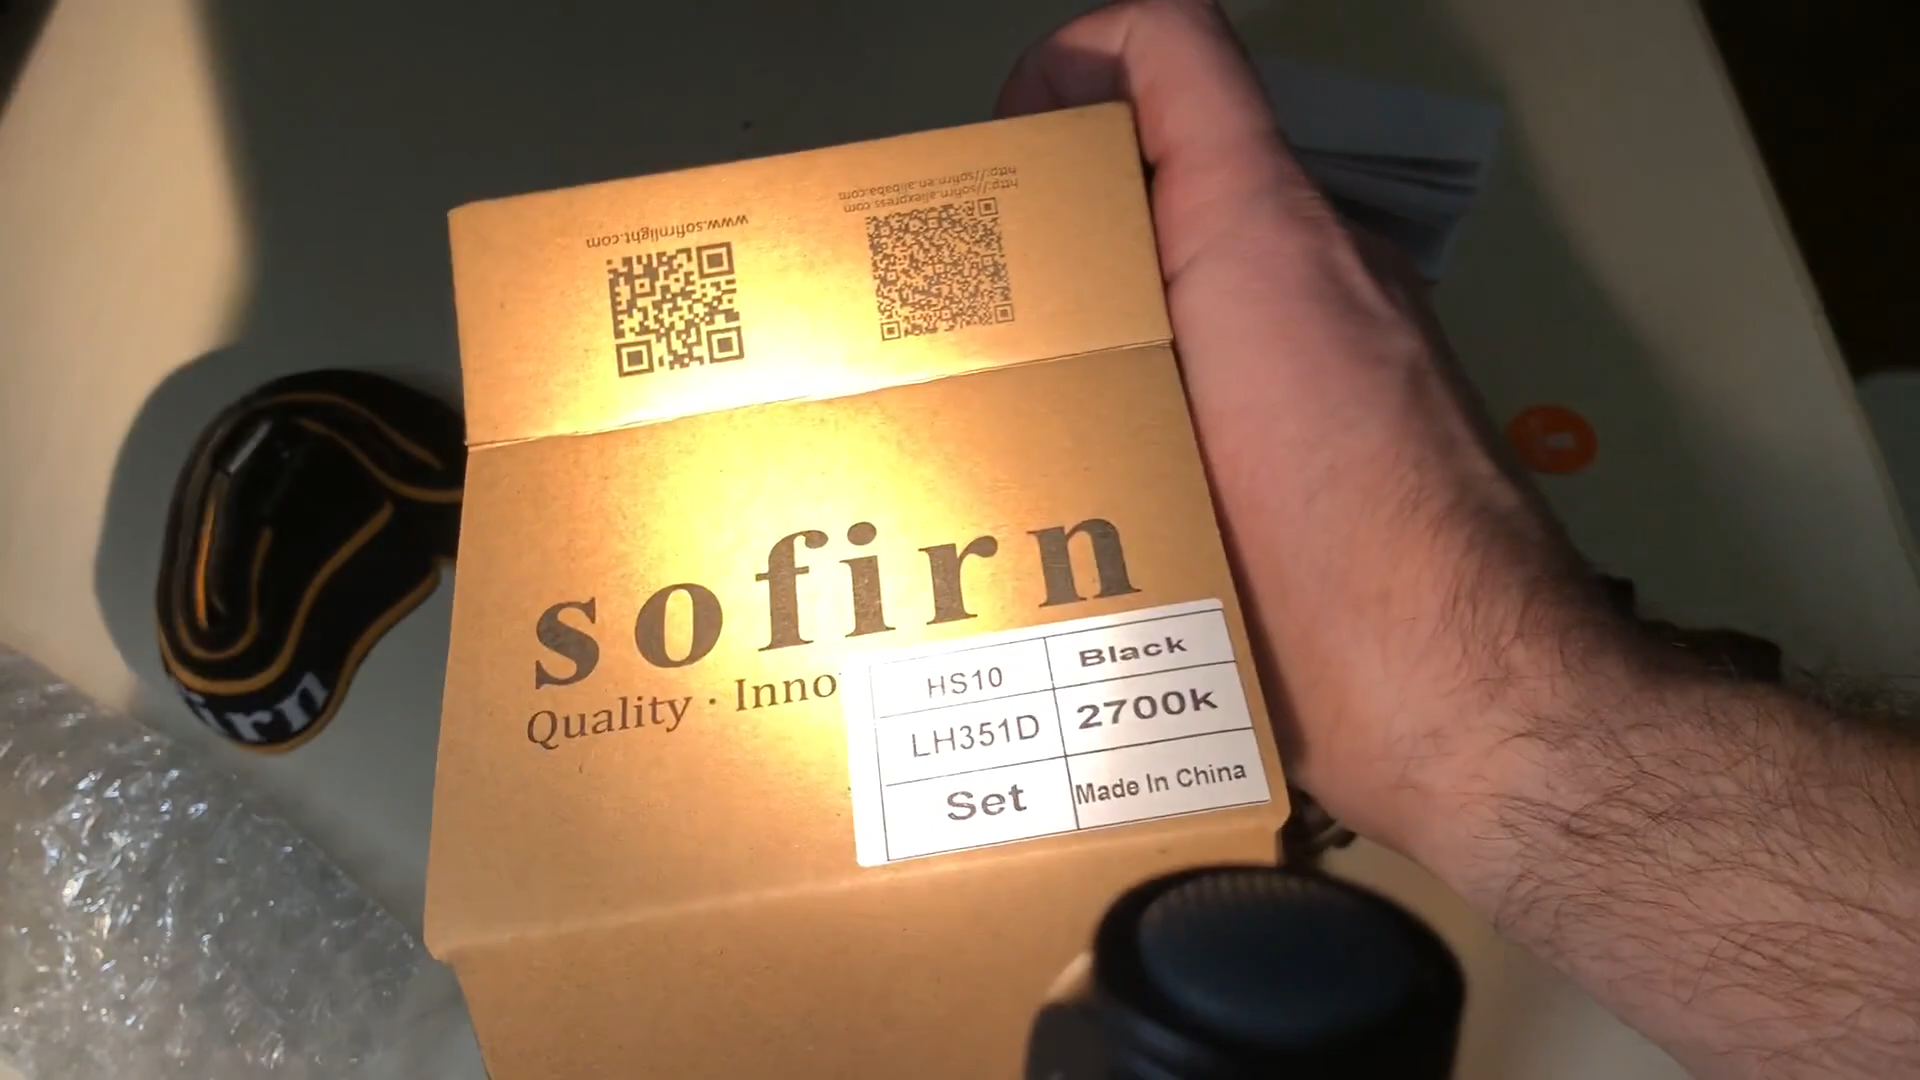 www.sofirnlight.com
http://sofirn.aliexpress.com
http://sofirn.en.alibaba.com
sofirn
Quality · Inno
HS10 Black
LH351D 2700K
Set Made In China
irn